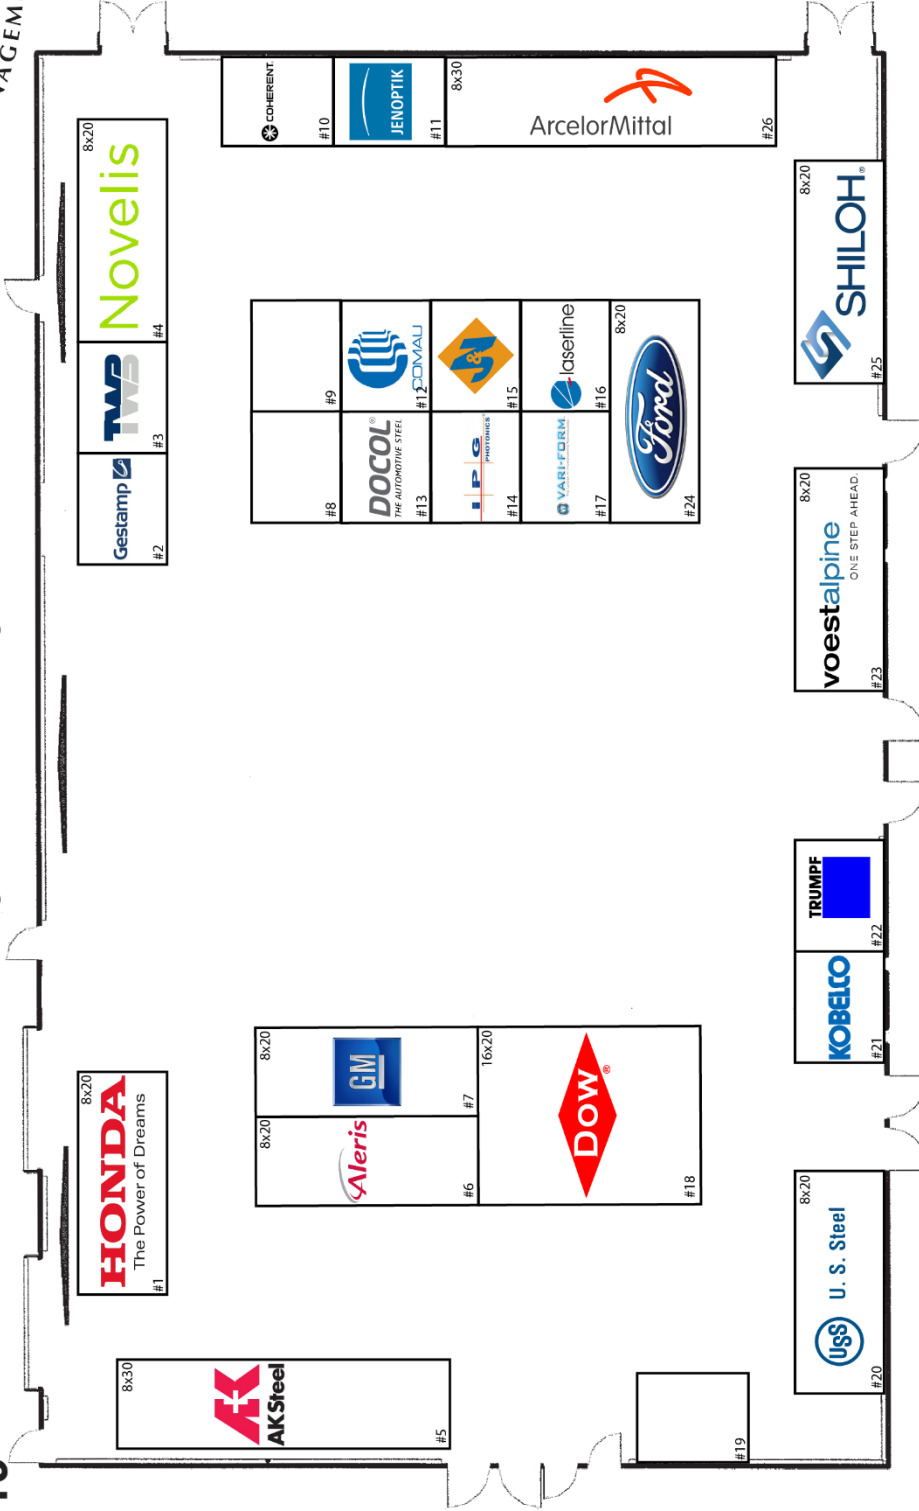 AGEM
8x20
HONDA
The Power of Dreams
#1
Gestamp
#2
TWB
#3
8x20
Novelis
#4
8x30
AK
AKSteel
#5
8x20
Aleris
#6
8x20
GM
#7
#8
#9
COHERENT.
#10
JENOPTIK
#11
COMAU
#12
DOCOL®
THE AUTOMOTIVE STEEL
#13
IPG
PHOTONICS®
#14
J&N
#15
laserline
#16
VARI-FORM
#17
16x20
Dow®
#18
#19
8x20
USS
U. S. Steel
#20
KOBELCO
#21
TRUMPF
#22
8x20
voestalpine
ONE STEP AHEAD.
#23
8x20
Ford
#24
8x20
SHILOH®
#25
8x30
ArcelorMittal
#26